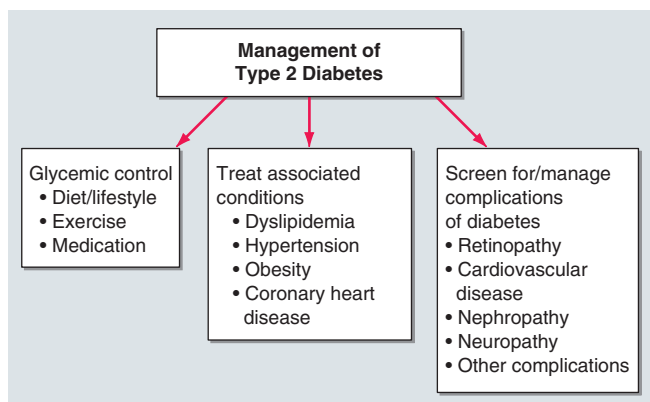 Management of
Type 2 Diabetes
Glycemic control
• Diet/lifestyle
• Exercise
• Medication
Treat associated
conditions
• Dyslipidemia
• Hypertension
• Obesity
• Coronary heart
disease
Screen for/manage
complications
of diabetes
• Retinopathy
• Cardiovascular
disease
• Nephropathy
• Neuropathy
• Other complications